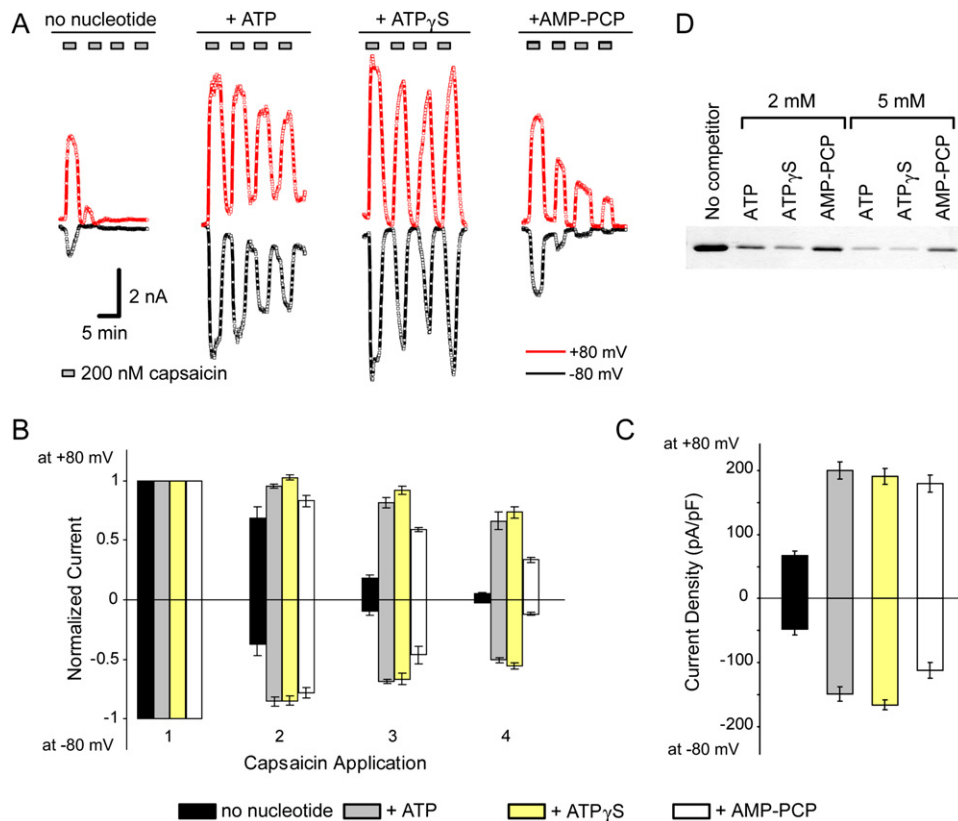 A
no nucleotide
+ ATP
+ ATPγS
+AMP-PCP
2 nA
5 min
200 nM capsaicin
+80 mV
-80 mV
D
2 mM
5 mM
No competitor
ATP
ATPγS
AMP-PCP
ATP
ATPγS
AMP-PCP
B
at +80 mV
1
0.5
0
-0.5
-1
at -80 mV
Normalized Current
1
2
3
4
Capsaicin Application
C
at +80 mV
200
100
0
-100
-200
at -80 mV
Current Density (pA/pF)
no nucleotide
+ ATP
+ ATPγS
+ AMP-PCP